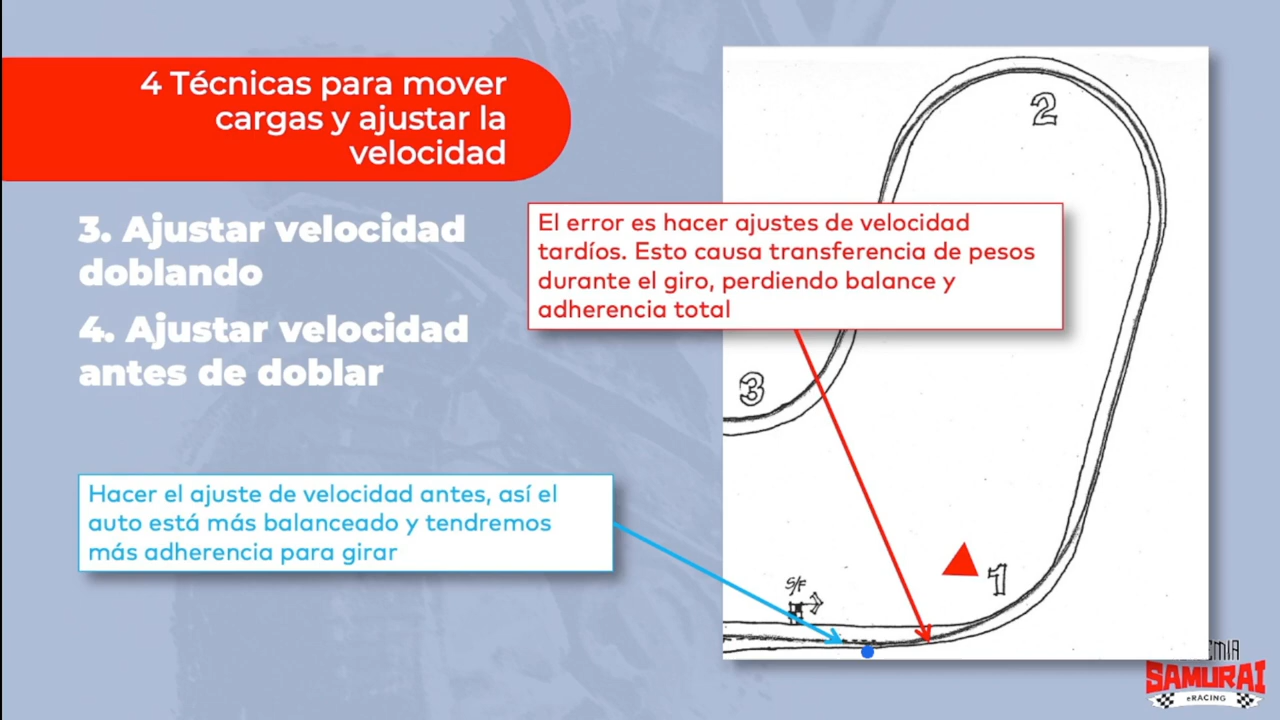 4 Técnicas para mover
cargas y ajustar la
velocidad
3. Ajustar velocidad
doblando
4. Ajustar velocidad
antes de doblar
El error es hacer ajustes de velocidad
tardíos. Esto causa transferencia de pesos
durante el giro, perdiendo balance y
adherencia total
Hacer el ajuste de velocidad antes, así el
auto está más balanceado y tendremos
más adherencia para girar
2
3
1
S/F
SAMURAI
eRACING